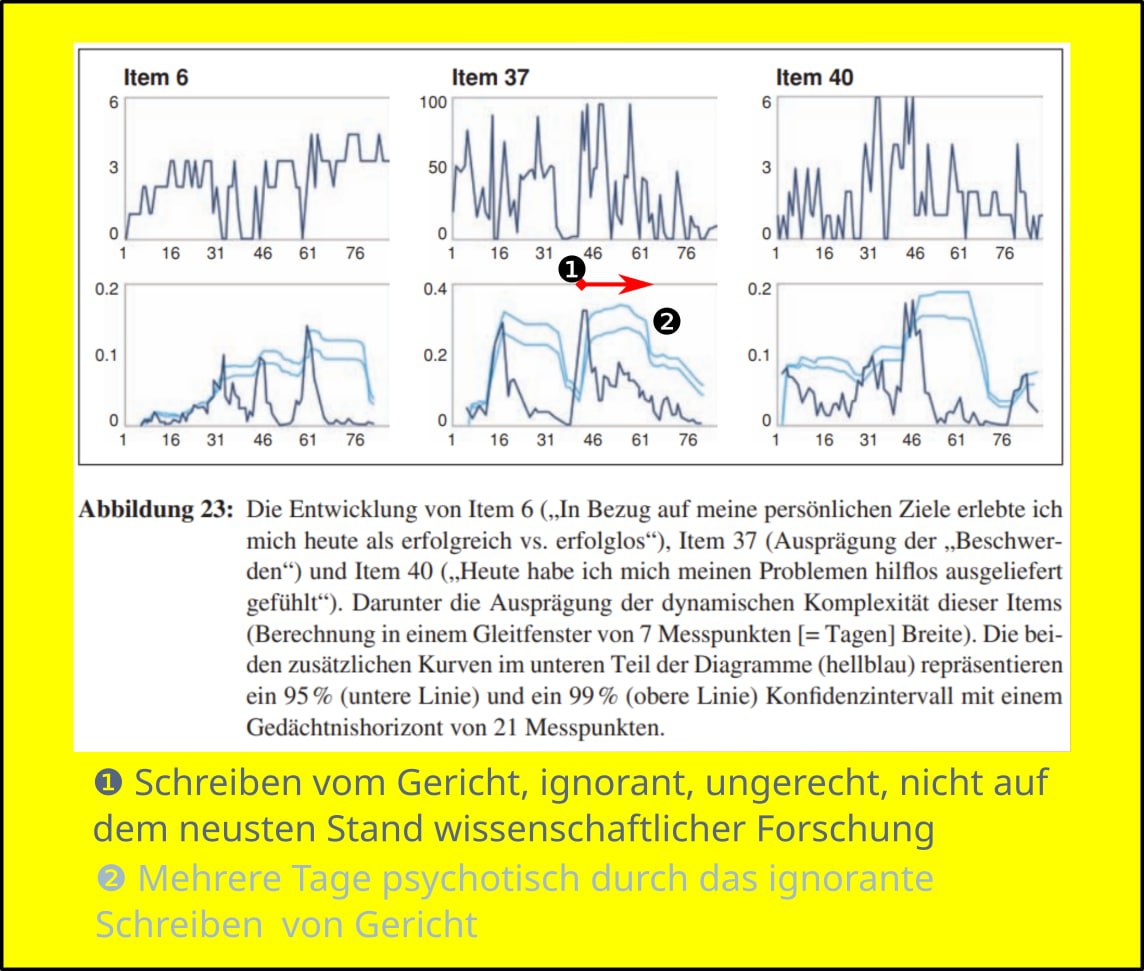 Item 6
Item 37
Item 40
6
3
0
1 16 31 46 61 76
100
50
0
1 16 31 46 61 76
6
3
0
1 16 31 46 61 76
❶
❷
0.2
0.1
0
1 16 31 46 61 76
0.4
0.2
0
1 16 31 46 61 76
0.2
0.1
0
1 16 31 46 61 76
Abbildung 23: Die Entwicklung von Item 6 („In Bezug auf meine persönlichen Ziele erlebte ich
mich heute als erfolgreich vs. erfolglos“), Item 37 (Ausprägung der „Beschwer-
den“) und Item 40 („Heute habe ich mich meinen Problemen hilflos ausgeliefert
gefühlt“). Darunter die Ausprägung der dynamischen Komplexität dieser Items
(Berechnung in einem Gleitfenster von 7 Messpunkten [= Tagen] Breite). Die bei-
den zusätzlichen Kurven im unteren Teil der Diagramme (hellblau) repräsentieren
ein 95 % (untere Linie) und ein 99 % (obere Linie) Konfidenzintervall mit einem
Gedächtnishorizont von 21 Messpunkten.
❶ Schreiben vom Gericht, ignorant, ungerecht, nicht auf
dem neusten Stand wissenschaftlicher Forschung
❷ Mehrere Tage psychotisch durch das ignorante
Schreiben von Gericht